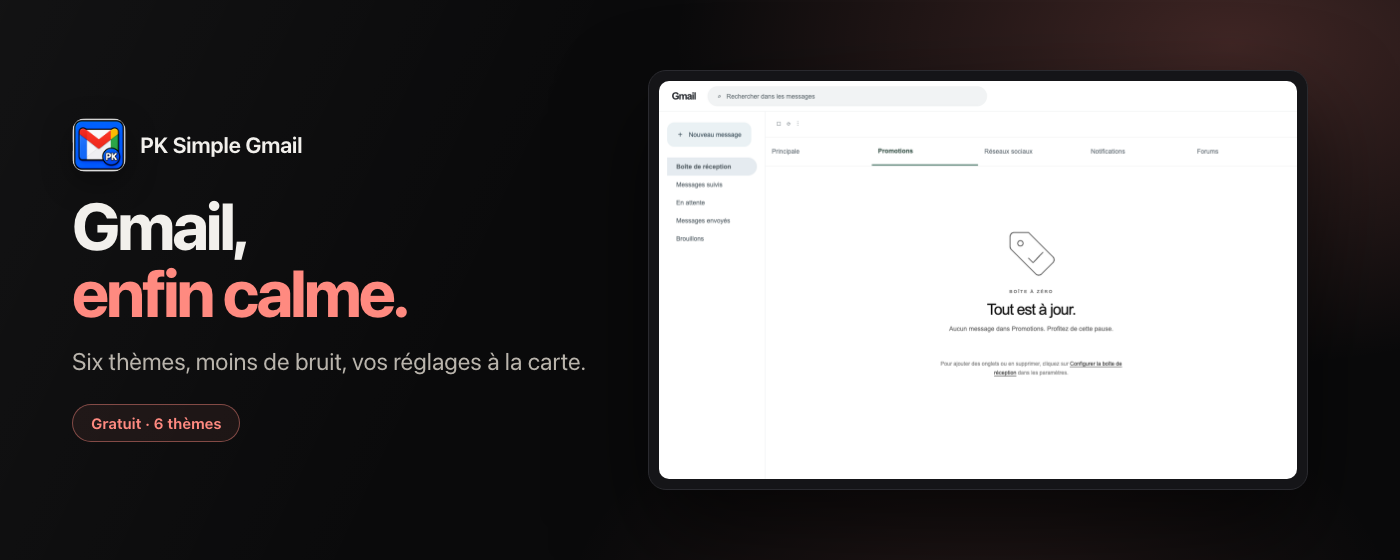 PK
PK Simple Gmail
Gmail,
enfin calme.
Six thèmes, moins de bruit, vos réglages à la carte.
Gratuit · 6 thèmes
Gmail
Rechercher dans les messages
+ Nouveau message
Boîte de réception
Messages suivis
En attente
Messages envoyés
Brouillons
Principale
Promotions
Réseaux sociaux
Notifications
Forums
BOÎTE À ZÉRO
Tout est à jour.
Aucun message dans Promotions. Profitez de cette pause.
Pour ajouter des onglets ou en supprimer, cliquez sur Configurer la boîte de
réception dans les paramètres.